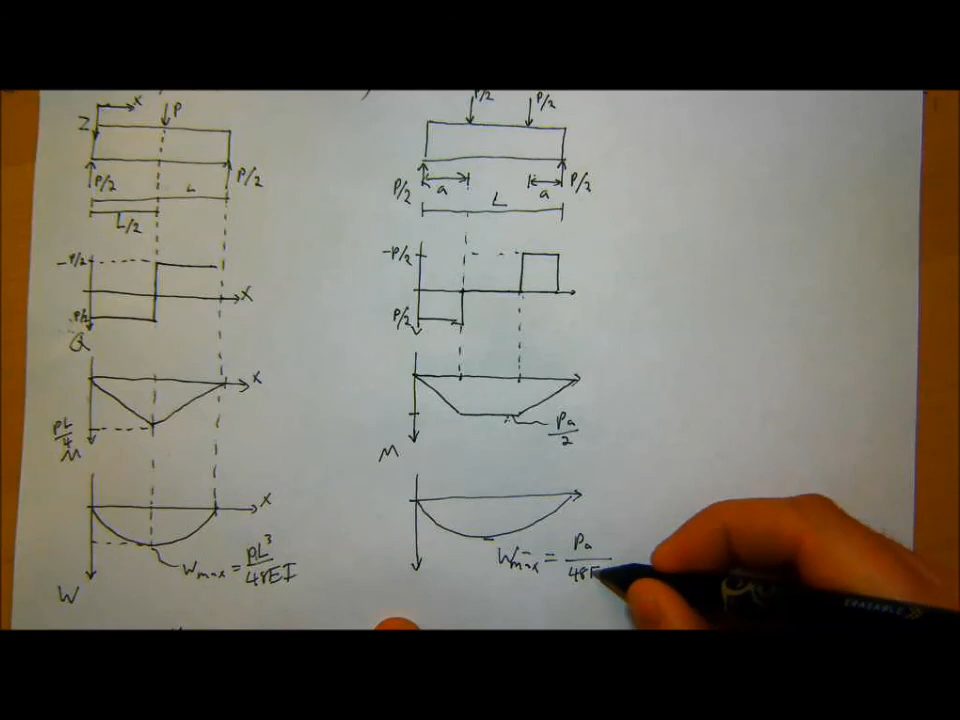 x
Z
P
P/2
P/2
L
L/2
-P/2
x
P/2
Q
x
PL/4
M
x
Wmax = PL³/48EI
W
P/2
P/2
P/2
P/2
a
a
L
-P/2
P/2
Pa/2
M
Wmax = Pa/48E
ERASABLE